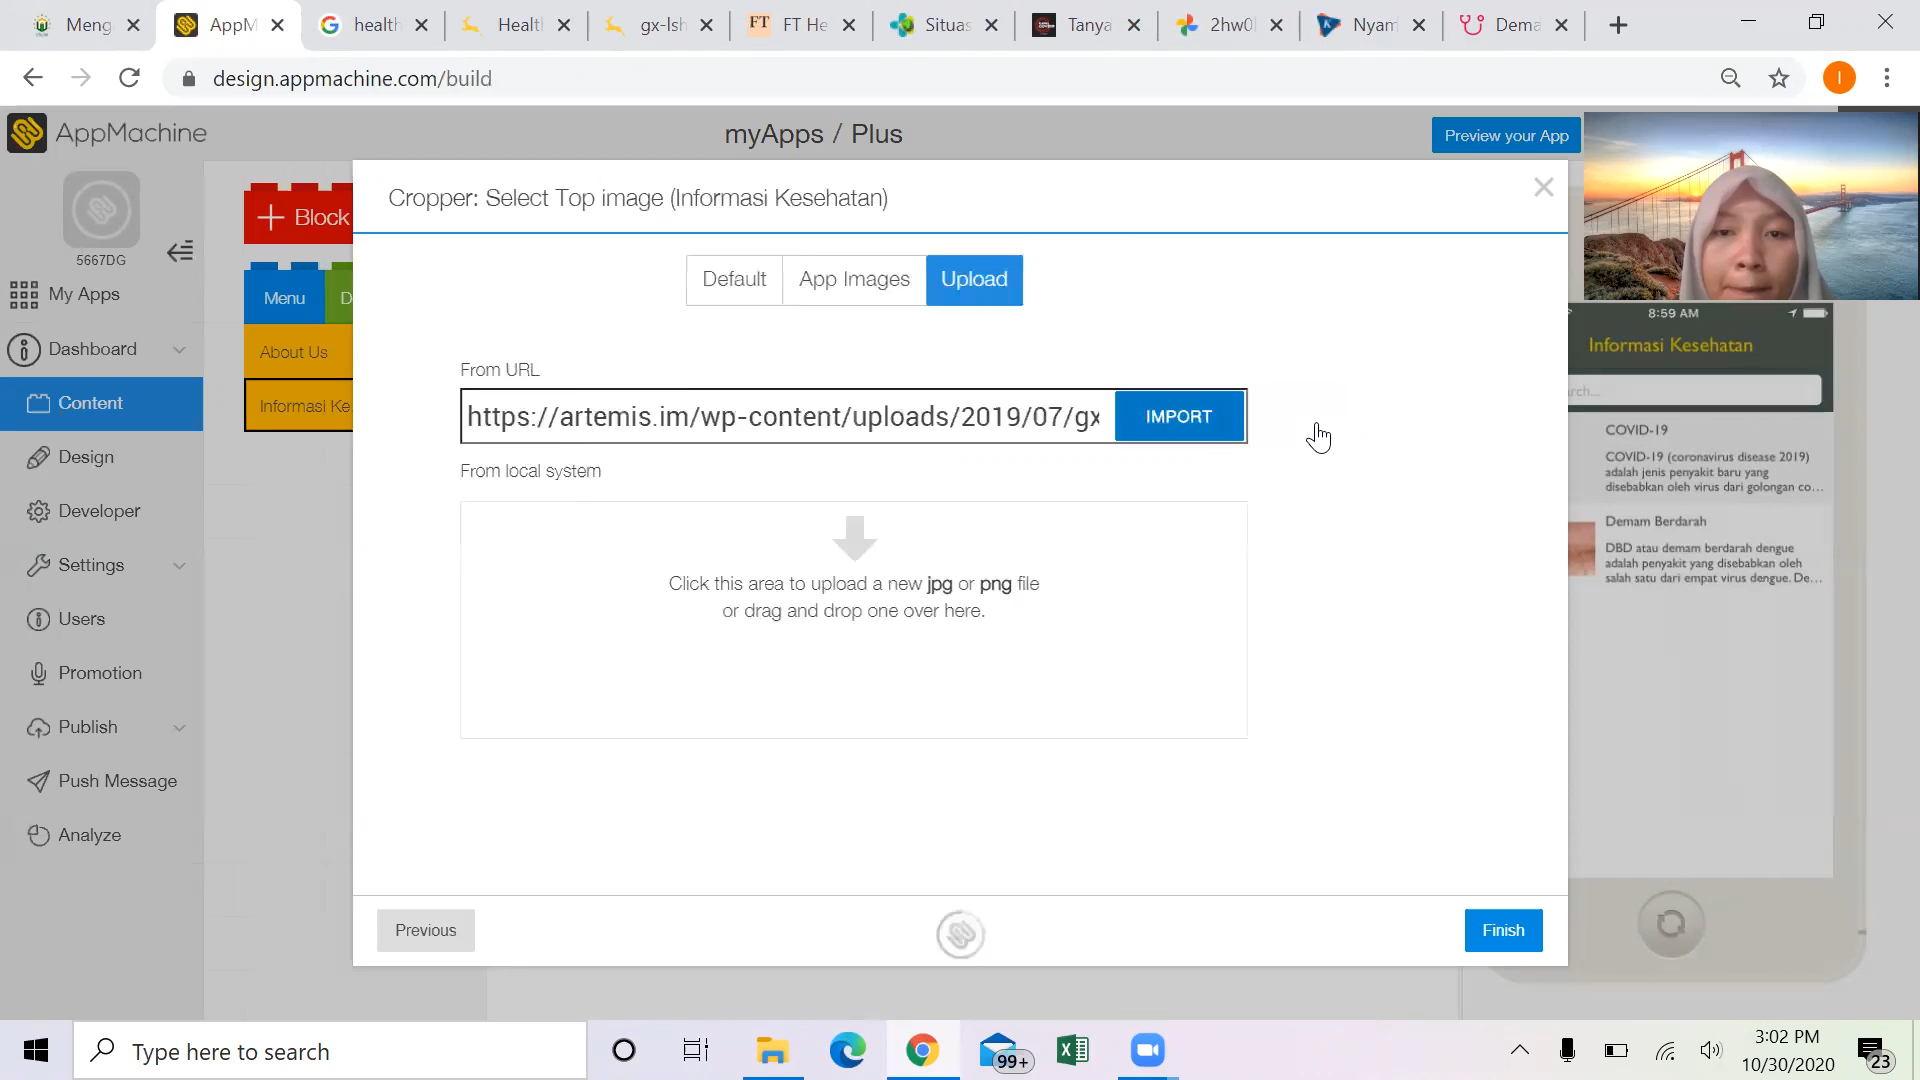 Meng
AppM
health
Healtl
gx-lsh
FT
FT He
Situas
Tanya
2hw0l
Nyam
Dema
design.appmachine.com/build
I
AppMachine
myApps / Plus
Preview your App
5667DG
My Apps
Dashboard
Content
Design
Developer
Settings
Users
Promotion
Publish
Push Message
Analyze
Block
Menu
D
About Us
Informasi Ke
Cropper: Select Top image (Informasi Kesehatan)
Default
App Images
Upload
From URL
https://artemis.im/wp-content/uploads/2019/07/gx
IMPORT
From local system
Click this area to upload a new jpg or png file
or drag and drop one over here.
Previous
Finish
8:59 AM
Informasi Kesehatan
arch...
COVID-19
COVID-19 (coronavirus disease 2019)
adalah jenis penyakit baru yang
disebabkan oleh virus dari golongan co...
Demam Berdarah
DBD atau demam berdarah dengue
adalah penyakit yang disebabkan oleh
salah satu dari empat virus dengue. De...
Type here to search
99+
3:02 PM
10/30/2020
23